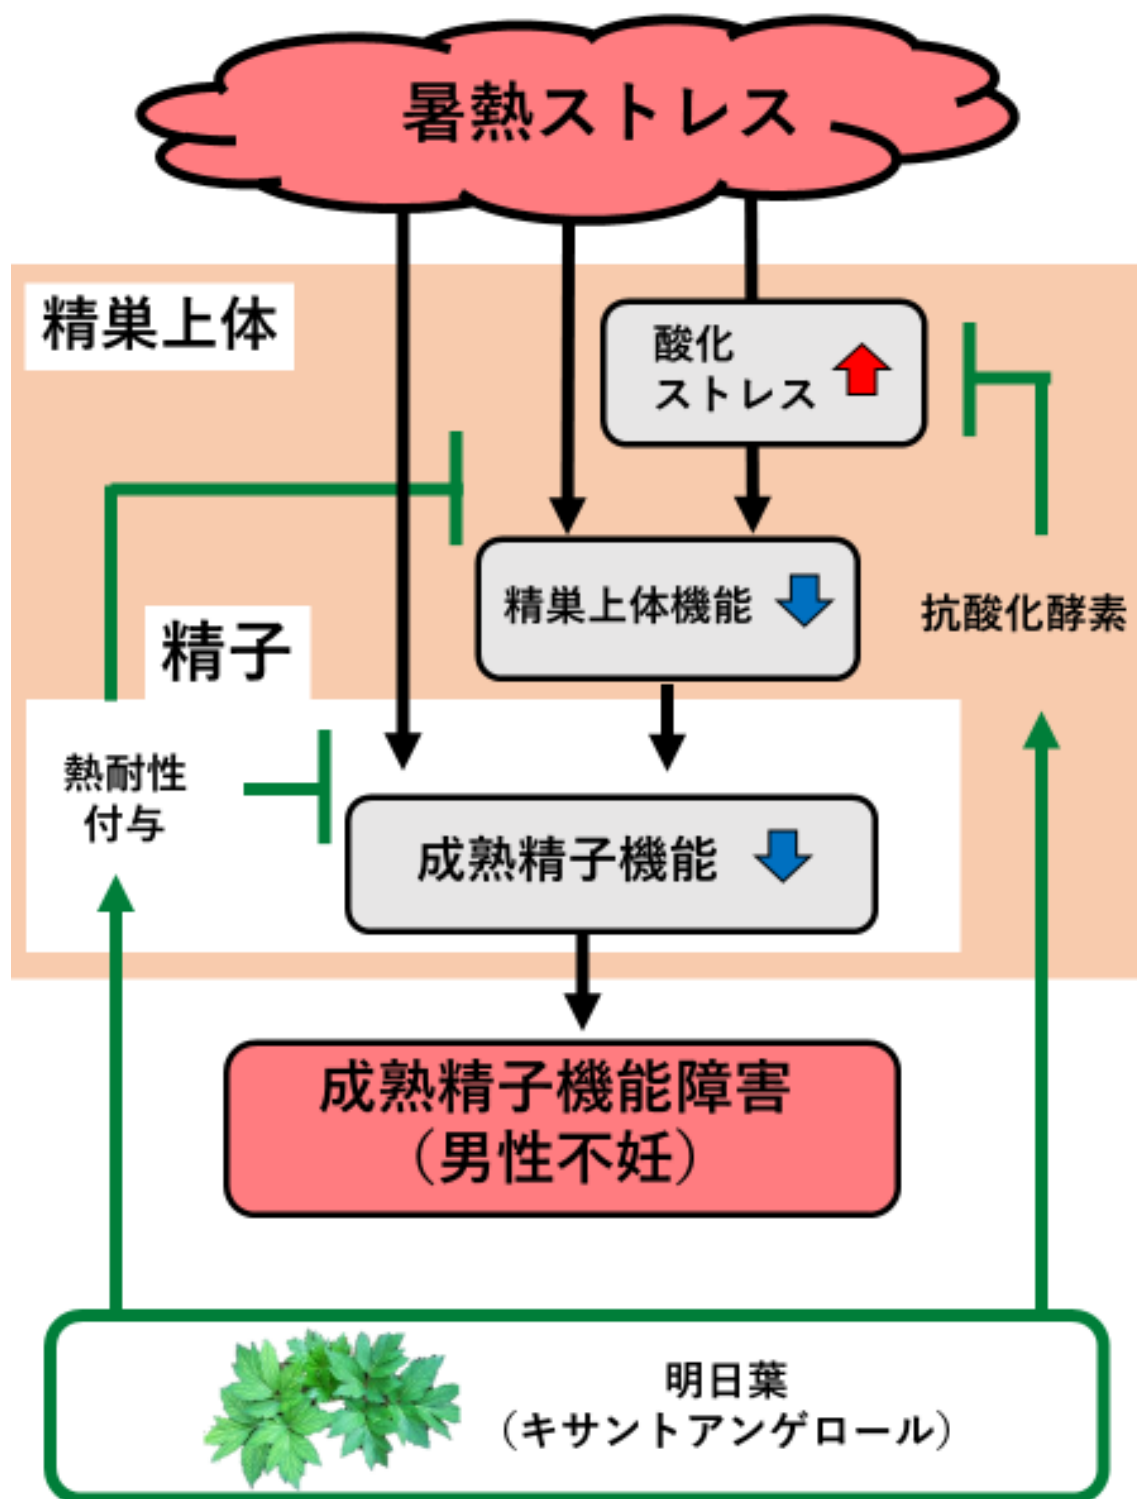 暑熱ストレス
精巣上体
酸化
ストレス
精巣上体機能
抗酸化酵素
精子
熱耐性
付与
成熟精子機能
成熟精子機能障害
（男性不妊）
明日葉
（キサントアンゲロール）